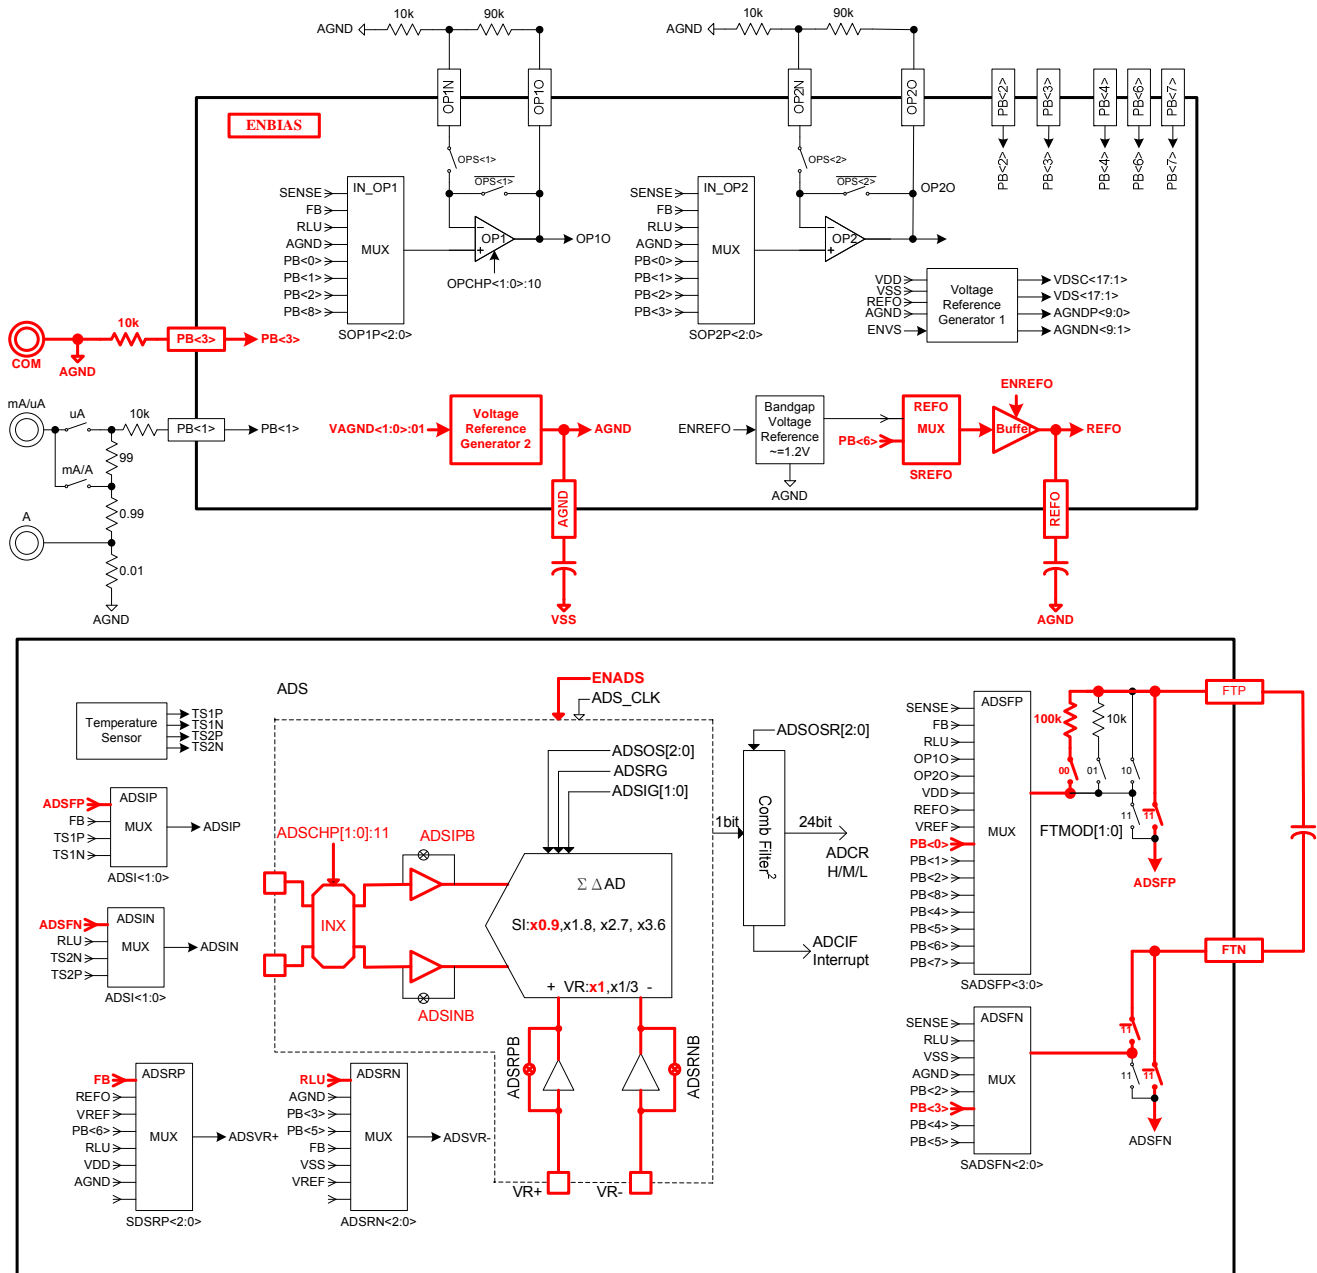 10k
90k
AGND
10k
90k
AGND
OP1N
OP1O
OP2N
OP2O
PB<2>
PB<3>
PB<4>
PB<6>
PB<7>
ENBIAS
OPS<1>
OPS<1>
OPS<2>
OPS<2>
PB<2>
PB<3>
PB<4>
PB<6>
PB<7>
IN_OP1
SENSE
FB
RLU
AGND
PB<0>
PB<1>
PB<2>
PB<8>
MUX
SOP1P<2:0>
OP1
OP1O
OPCHP<1:0>:10
IN_OP2
SENSE
FB
RLU
AGND
PB<0>
PB<1>
PB<2>
PB<3>
MUX
SOP2P<2:0>
OP2
OP2O
VDD
VSS
REFO
AGND
ENVS
Voltage
Reference
Generator 1
VDSC<17:1>
VDS<17:1>
AGNDP<9:0>
AGNDN<9:1>
10k
COM
AGND
PB<3>
PB<3>
mA/uA
uA
10k
PB<1>
PB<1>
99
mA/A
0.99
A
0.01
AGND
VAGND<1:0>:01
Voltage
Reference
Generator 2
AGND
AGND
VSS
ENREFO
Bandgap
Voltage
Reference
~=1.2V
AGND
PB<6>
REFO
MUX
SREFO
ENREFO
Buffer
REFO
REFO
AGND
ADS
ENADS
ADS_CLK
Temperature
Sensor
TS1P
TS1N
TS2P
TS2N
ADSFP
FB
TS1P
TS1N
ADSIP
MUX
ADSI<1:0>
ADSIP
ADSFN
RLU
TS2N
TS2P
ADSIN
MUX
ADSI<1:0>
ADSIN
ADSOS[2:0]
ADSRG
ADSIG[1:0]
ADSCHP[1:0]:11
INX
ADSIPB
ADSINB
Σ Δ AD
SI:x0.9,x1.8, x2.7, x3.6
+ VR:x1,x1/3 -
ADSRPB
ADSRNB
VR+
VR-
1bit
ADSOSR[2:0]
Comb Filter²
24bit
ADCR
H/M/L
ADCIF
Interrupt
FB
REFO
VREF
PB<6>
RLU
VDD
AGND
ADSRP
MUX
SDSRP<2:0>
ADSVR+
RLU
AGND
PB<3>
PB<5>
FB
VSS
VREF
ADSRN
MUX
ADSRN<2:0>
ADSVR-
ADSFP
SENSE
FB
RLU
OP1O
OP2O
VDD
REFO
VREF
PB<0>
PB<1>
PB<2>
PB<8>
PB<4>
PB<5>
PB<6>
PB<7>
MUX
SADSFP<3:0>
100k
10k
00
01
10
11
11
FTMOD[1:0]
ADSFP
FTP
FTN
ADSFN
SENSE
RLU
VSS
AGND
PB<2>
PB<3>
PB<4>
PB<5>
MUX
SADSFN<2:0>
11
11
11
ADSFN